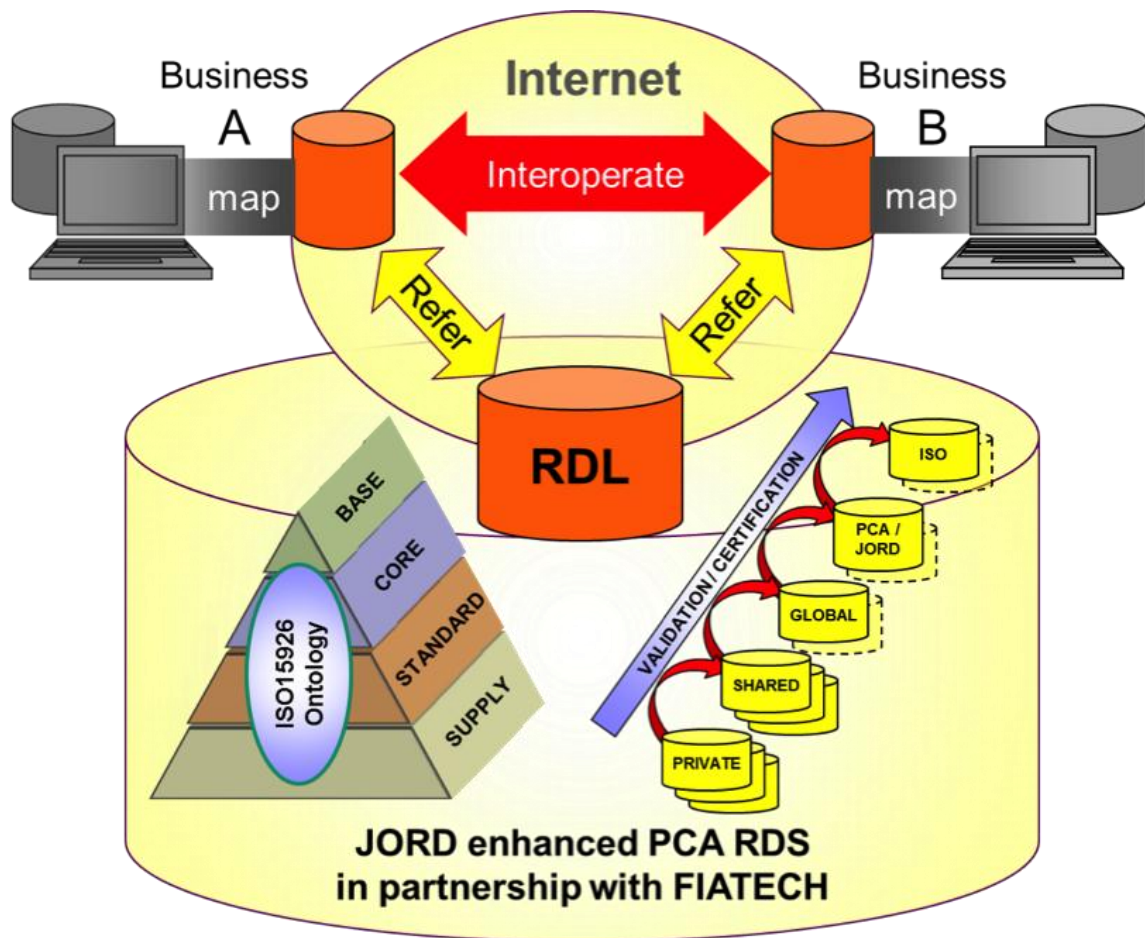 Internet
Business
A
map
Interoperate
Business
B
map
Refer
Refer
RDL
BASE
CORE
STANDARD
SUPPLY
ISO15926
Ontology
VALIDATION / CERTIFICATION
ISO
PCA /
JORD
GLOBAL
SHARED
PRIVATE
JORD enhanced PCA RDS
in partnership with FIATECH